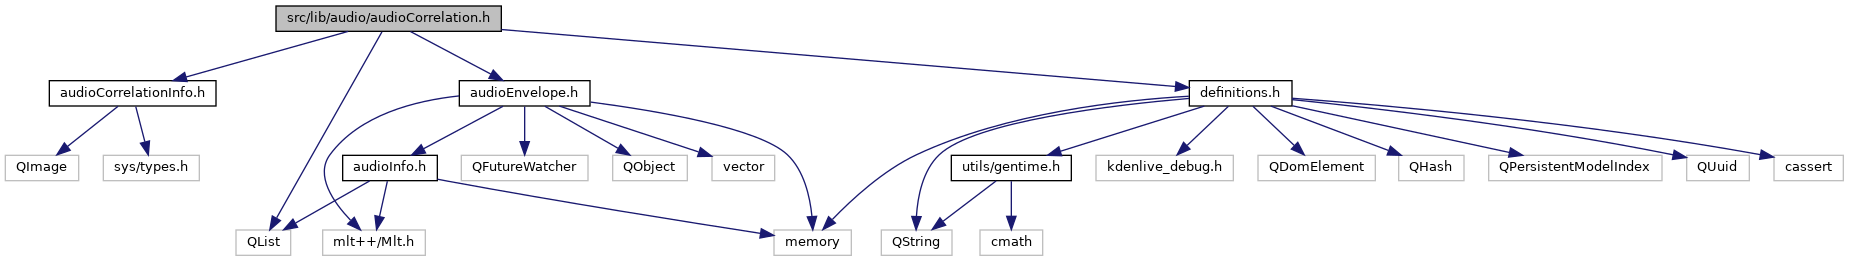 src/lib/audio/audioCorrelation.h
audioCorrelationInfo.h
audioEnvelope.h
definitions.h
QImage
sys/types.h
audioInfo.h
QFutureWatcher
QObject
vector
utils/gentime.h
kdenlive_debug.h
QDomElement
QHash
QPersistentModelIndex
QUuid
cassert
QList
mlt++/Mlt.h
memory
QString
cmath